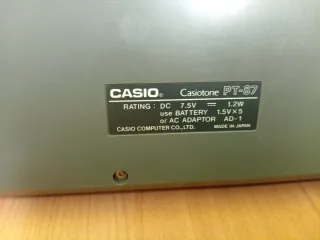 CASIO® Casiotone PT-87
RATING: DC 7.5V ⎓ 1.2W
use BATTERY 1.5V×5
or AC ADAPTOR AD-1
CASIO COMPUTER CO.,LTD. MADE IN JAPAN